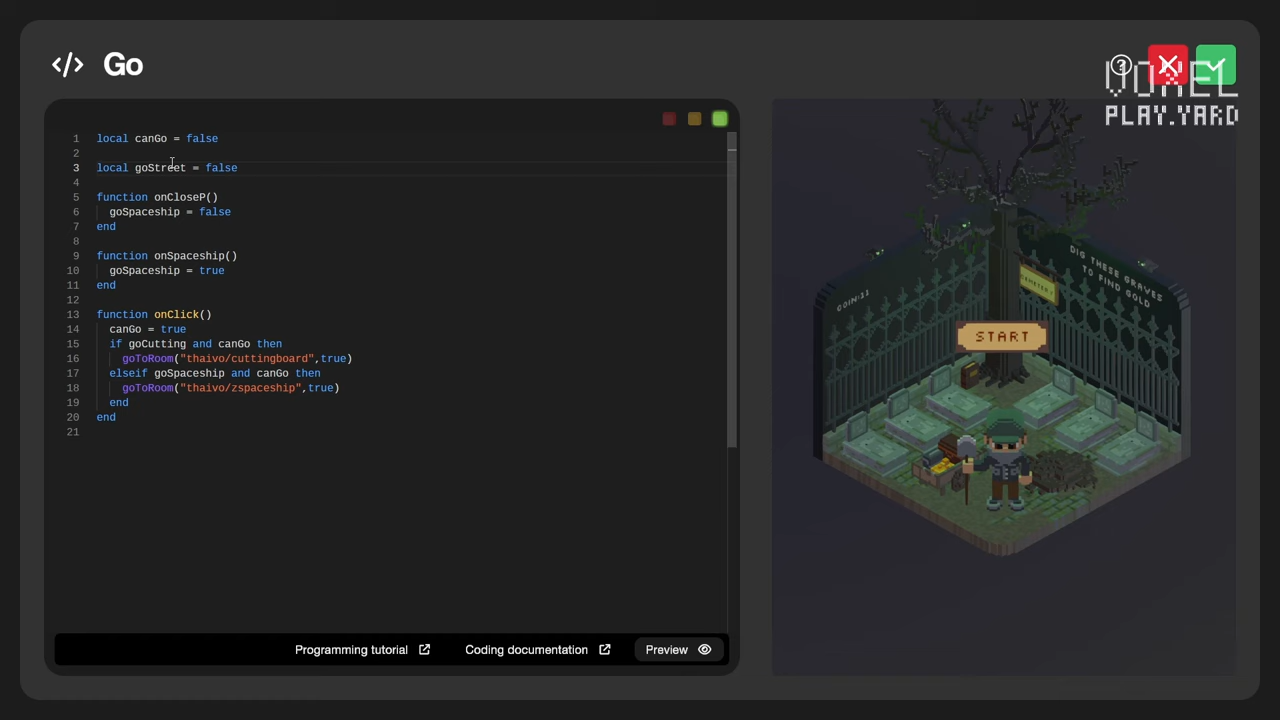 </> Go
?
VOXEL
PLAY.YARD
1 local canGo = false
2
3 local goStreet = false
4
5 function onCloseP()
6 goSpaceship = false
7 end
8
9 function onSpaceship()
10 goSpaceship = true
11 end
12
13 function onClick()
14 canGo = true
15 if goCutting and canGo then
16 goToRoom("thaivo/cuttingboard",true)
17 elseif goSpaceship and canGo then
18 goToRoom("thaivo/zspaceship",true)
19 end
20 end
21
Programming tutorial
Coding documentation
Preview
COIN:11
CEMETERY
DIG THESE GRAVES
TO FIND GOLD
START